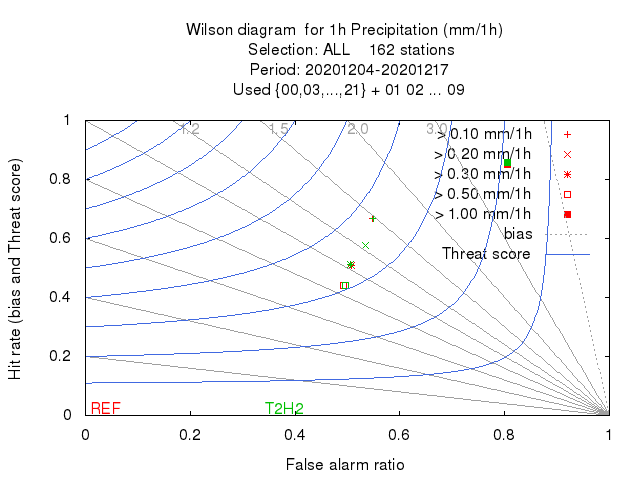 Wilson diagram  for 1h Precipitation (mm/1h)
Selection: ALL    162 stations
Period: 20201204-20201217
Used {00,03,...,21} + 01 02 ... 09
1.2 1.5 2.0 3.0
> 0.10 mm/1h
> 0.20 mm/1h
> 0.30 mm/1h
> 0.50 mm/1h
> 1.00 mm/1h
bias
Threat score
Hit rate (bias and Threat score)
1
0.8
0.6
0.4
0.2
0
REF T2H2
0 0.2 0.4 0.6 0.8 1
False alarm ratio